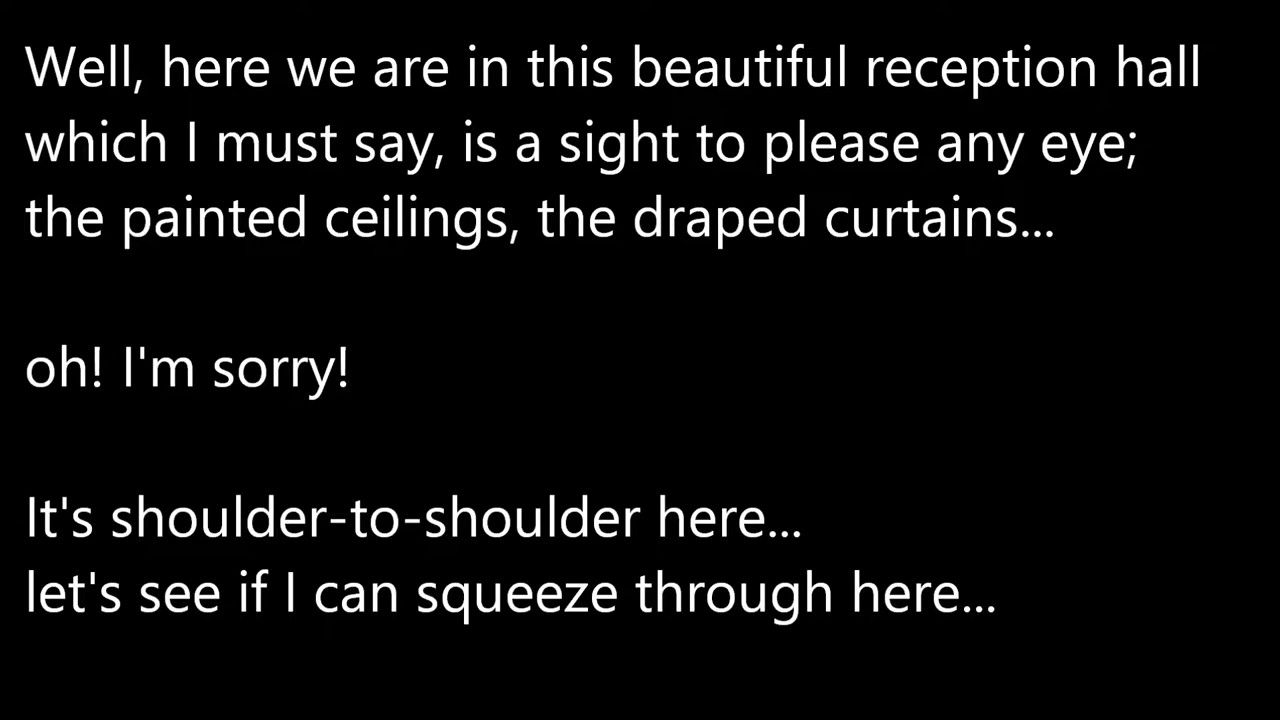 Well, here we are in this beautiful reception hall
which I must say, is a sight to please any eye;
the painted ceilings, the draped curtains...
oh! I'm sorry!
It's shoulder-to-shoulder here...
let's see if I can squeeze through here...